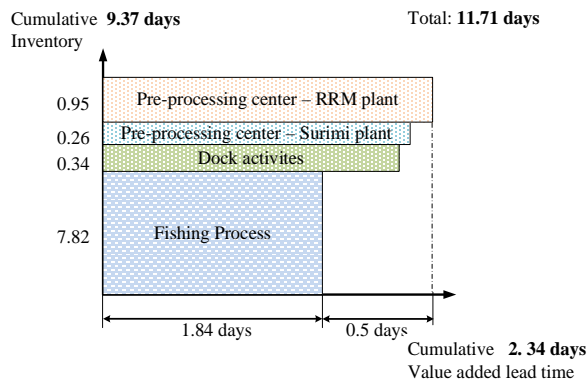 Cumulative 9.37 days
Inventory
Total: 11.71 days
0.95
Pre-processing center – RRM plant
0.26
Pre-processing center – Surimi plant
0.34
Dock activites
7.82
Fishing Process
1.84 days
0.5 days
Cumulative 2. 34 days
Value added lead time